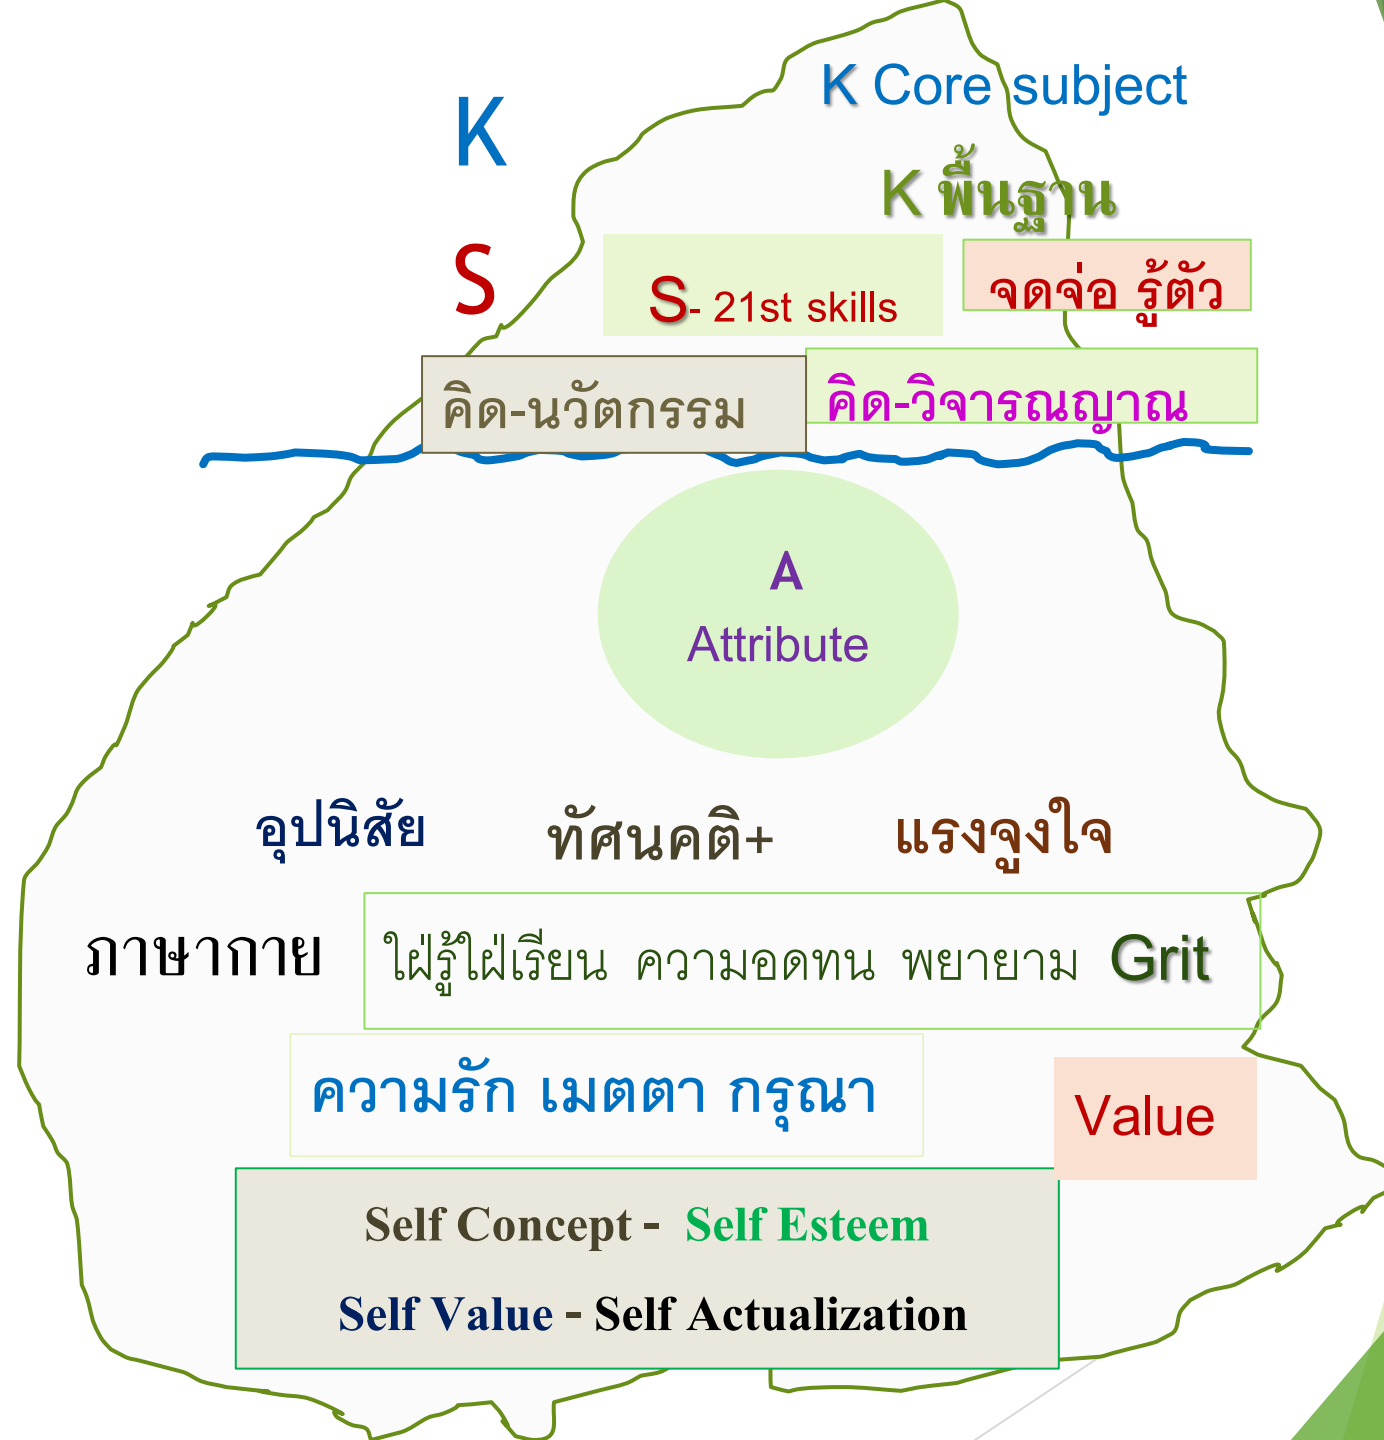 K
K Core subject
K พื้นฐาน
S
S- 21st skills
จดจ่อ รู้ตัว
คิด-นวัตกรรม
คิด-วิจารณญาณ
A
Attribute
อุปนิสัย
ทัศนคติ+
แรงจูงใจ
ภาษากาย
ใฝ่รู้ใฝ่เรียน ความอดทน พยายาม Grit
ความรัก เมตตา กรุณา
Value
Self Concept - Self Esteem
Self Value - Self Actualization